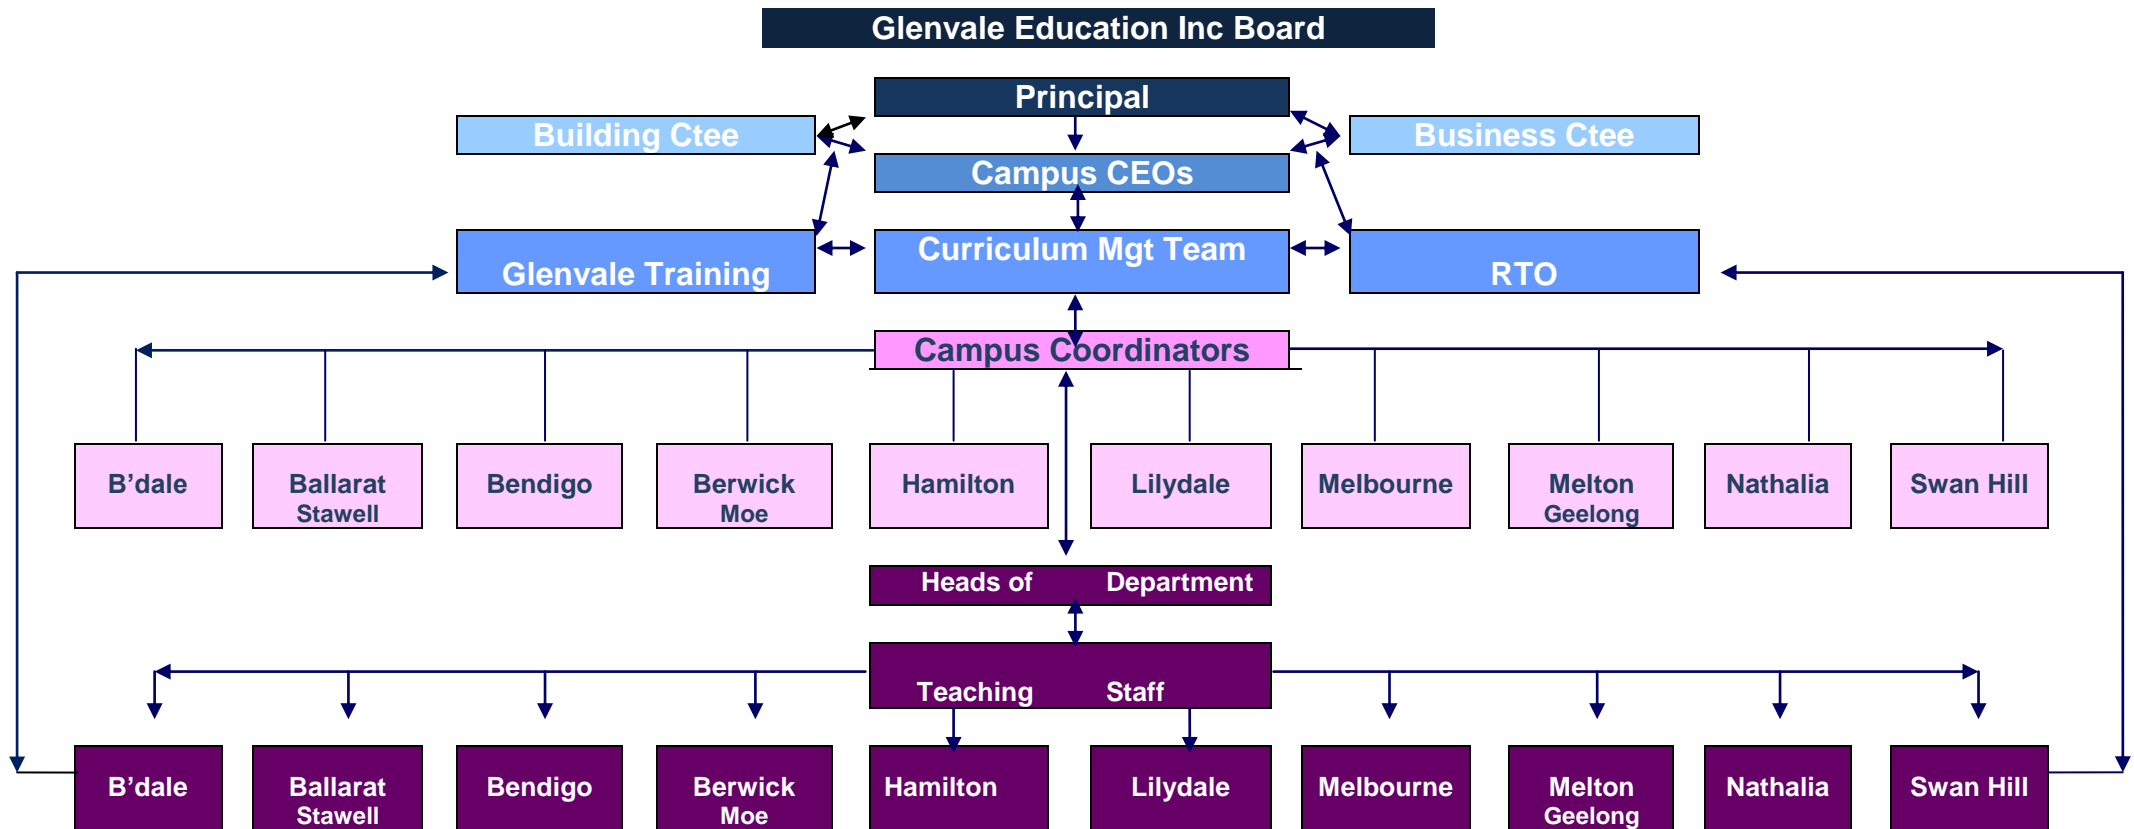 Glenvale Education Inc Board
Principal
Building Ctee
Business Ctee
Campus CEOs
Curriculum Mgt Team
Glenvale Training
RTO
Campus Coordinators
B’dale
Ballarat
Stawell
Bendigo
Berwick
Moe
Hamilton
Lilydale
Melbourne
Melton
Geelong
Nathalia
Swan Hill
Heads of Department
Teaching Staff
B’dale
Ballarat
Stawell
Bendigo
Berwick
Moe
Hamilton
Lilydale
Melbourne
Melton
Geelong
Nathalia
Swan Hill